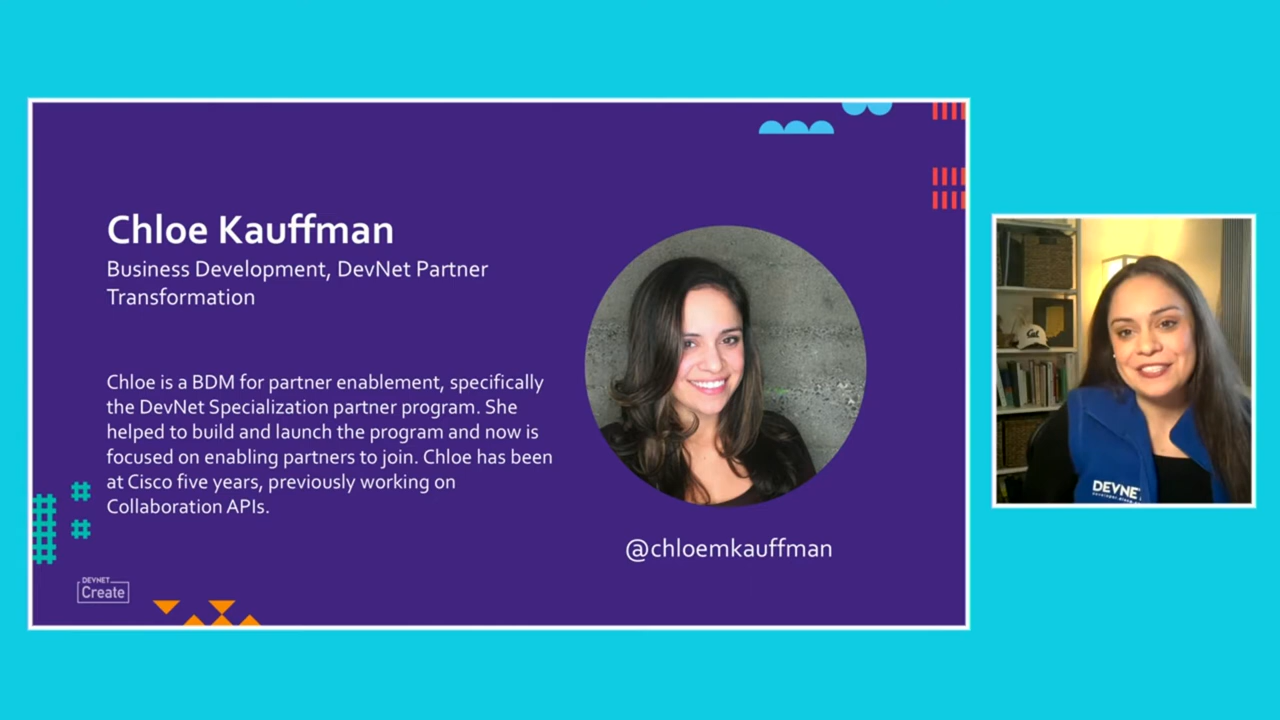 Chloe Kauffman
Business Development, DevNet Partner
Transformation
Chloe is a BDM for partner enablement, specifically
the DevNet Specialization partner program. She
helped to build and launch the program and now is
focused on enabling partners to join. Chloe has been
at Cisco five years, previously working on
Collaboration APIs.
@chloemkauffman
DEVNET
Create
Cal
DEVNE